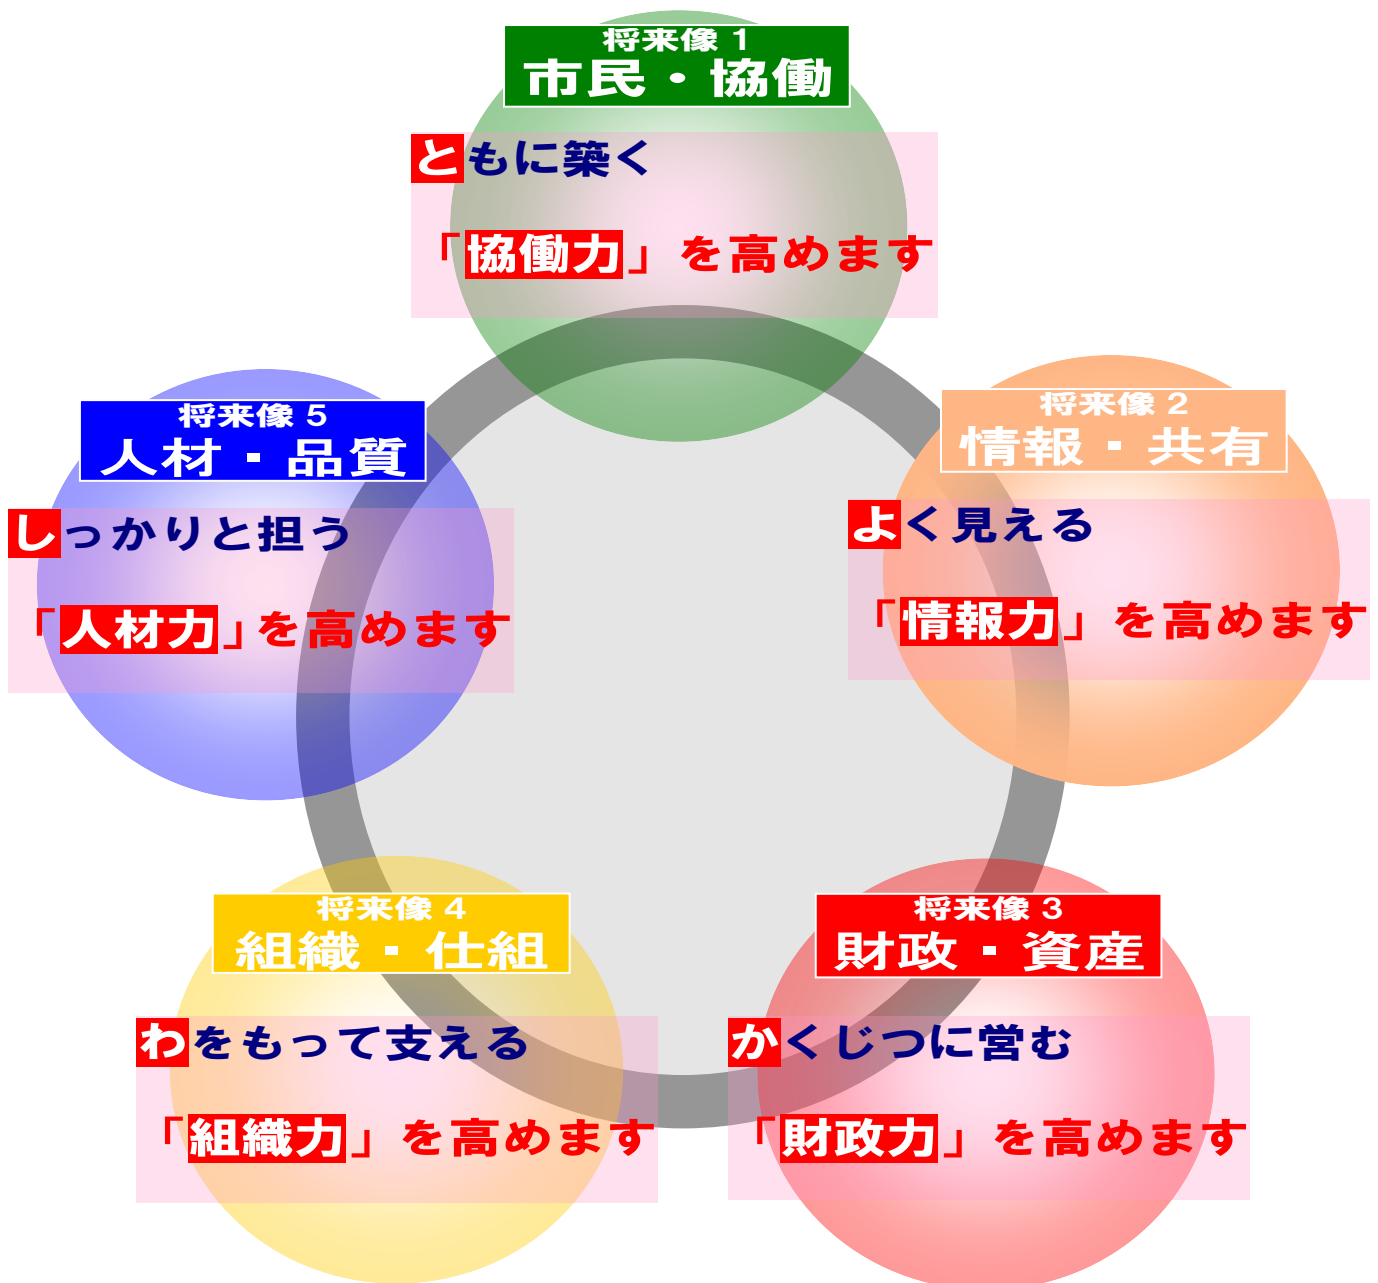 将来像1
市民・協働
ともに築く
「協働力」を高めます
将来像2
情報・共有
よく見える
「情報力」を高めます
将来像3
財政・資産
かくじつに営む
「財政力」を高めます
将来像4
組織・仕組
わをもって支える
「組織力」を高めます
将来像5
人材・品質
しっかりと担う
「人材力」を高めます